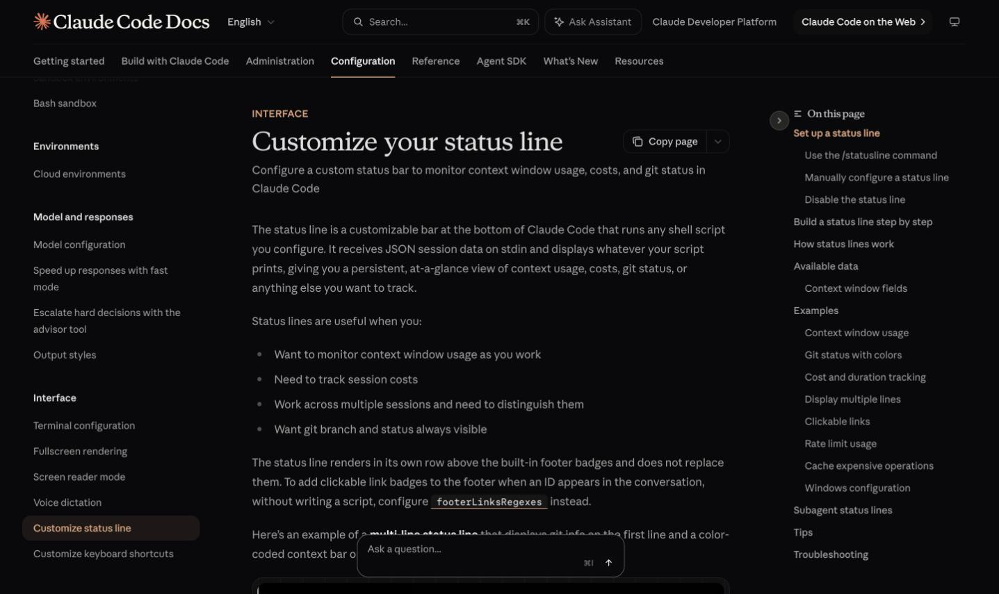 Claude Code Docs
English
Search...
⌘K
Ask Assistant
Claude Developer Platform
Claude Code on the Web
Getting started
Build with Claude Code
Administration
Configuration
Reference
Agent SDK
What's New
Resources
Sandbox environments
Bash sandbox
Environments
Cloud environments
Model and responses
Model configuration
Speed up responses with fast
mode
Escalate hard decisions with the
advisor tool
Output styles
Interface
Terminal configuration
Fullscreen rendering
Screen reader mode
Voice dictation
Customize status line
Customize keyboard shortcuts
INTERFACE
Customize your status line
Copy page
Configure a custom status bar to monitor context window usage, costs, and git status in
Claude Code
The status line is a customizable bar at the bottom of Claude Code that runs any shell script
you configure. It receives JSON session data on stdin and displays whatever your script
prints, giving you a persistent, at-a-glance view of context usage, costs, git status, or
anything else you want to track.
Status lines are useful when you:
Want to monitor context window usage as you work
Need to track session costs
Work across multiple sessions and need to distinguish them
Want git branch and status always visible
The status line renders in its own row above the built-in footer badges and does not replace
them. To add clickable link badges to the footer when an ID appears in the conversation,
without writing a script, configure footerLinksRegexes instead.
Here's an example of a multi-line status line that displays git info on the first line and a color-
coded context bar o
Ask a question...
⌘I
On this page
Set up a status line
Use the /statusline command
Manually configure a status line
Disable the status line
Build a status line step by step
How status lines work
Available data
Context window fields
Examples
Context window usage
Git status with colors
Cost and duration tracking
Display multiple lines
Clickable links
Rate limit usage
Cache expensive operations
Windows configuration
Subagent status lines
Tips
Troubleshooting